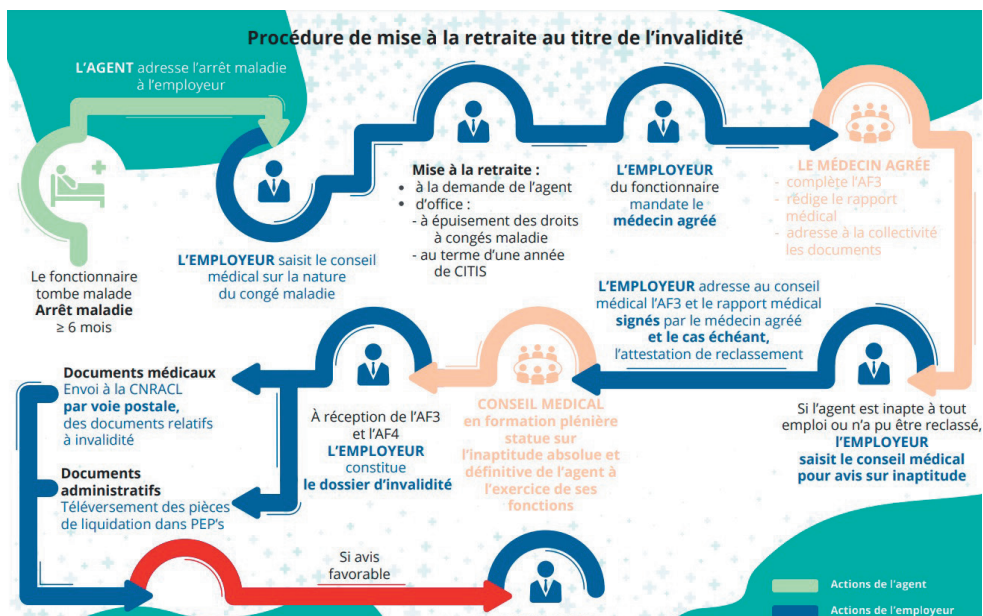 Procédure de mise à la retraite au titre de l'invalidité
L'AGENT adresse l'arrêt maladie
à l'employeur
Le fonctionnaire
tombe malade
Arrêt maladie
≥ 6 mois
L'EMPLOYEUR saisit le conseil
médical sur la nature
du congé maladie
Mise à la retraite :
• à la demande de l'agent
• d'office :
- à épuisement des droits
à congés maladie
- au terme d'une année
de CITIS
L'EMPLOYEUR
du fonctionnaire
mandate le
médecin agréé
LE MÉDECIN AGRÉE
- complète l'AF3
- rédige le rapport
médical
- adresse à la collectivité
les documents
Si l'agent est inapte à tout
emploi ou n'a pu être reclassé,
l'EMPLOYEUR
saisit le conseil médical
pour avis sur inaptitude
L'EMPLOYEUR adresse au conseil
médical l'AF3 et le rapport médical
signés par le médecin agréé
et le cas échéant,
l'attestation de reclassement
CONSEIL MEDICAL
en formation plénière
statue sur
l'inaptitude absolue et
définitive de l'agent à
l'exercice de ses
fonctions
À réception de l'AF3
et l'AF4
L'EMPLOYEUR
constitue
le dossier d'invalidité
Documents médicaux
Envoi à la CNRACL
par voie postale,
des documents relatifs
à invalidité
Documents
administratifs
Téléversement des pièces
de liquidation dans PEP's
Si avis
favorable
Actions de l'agent
Actions de l'employeur